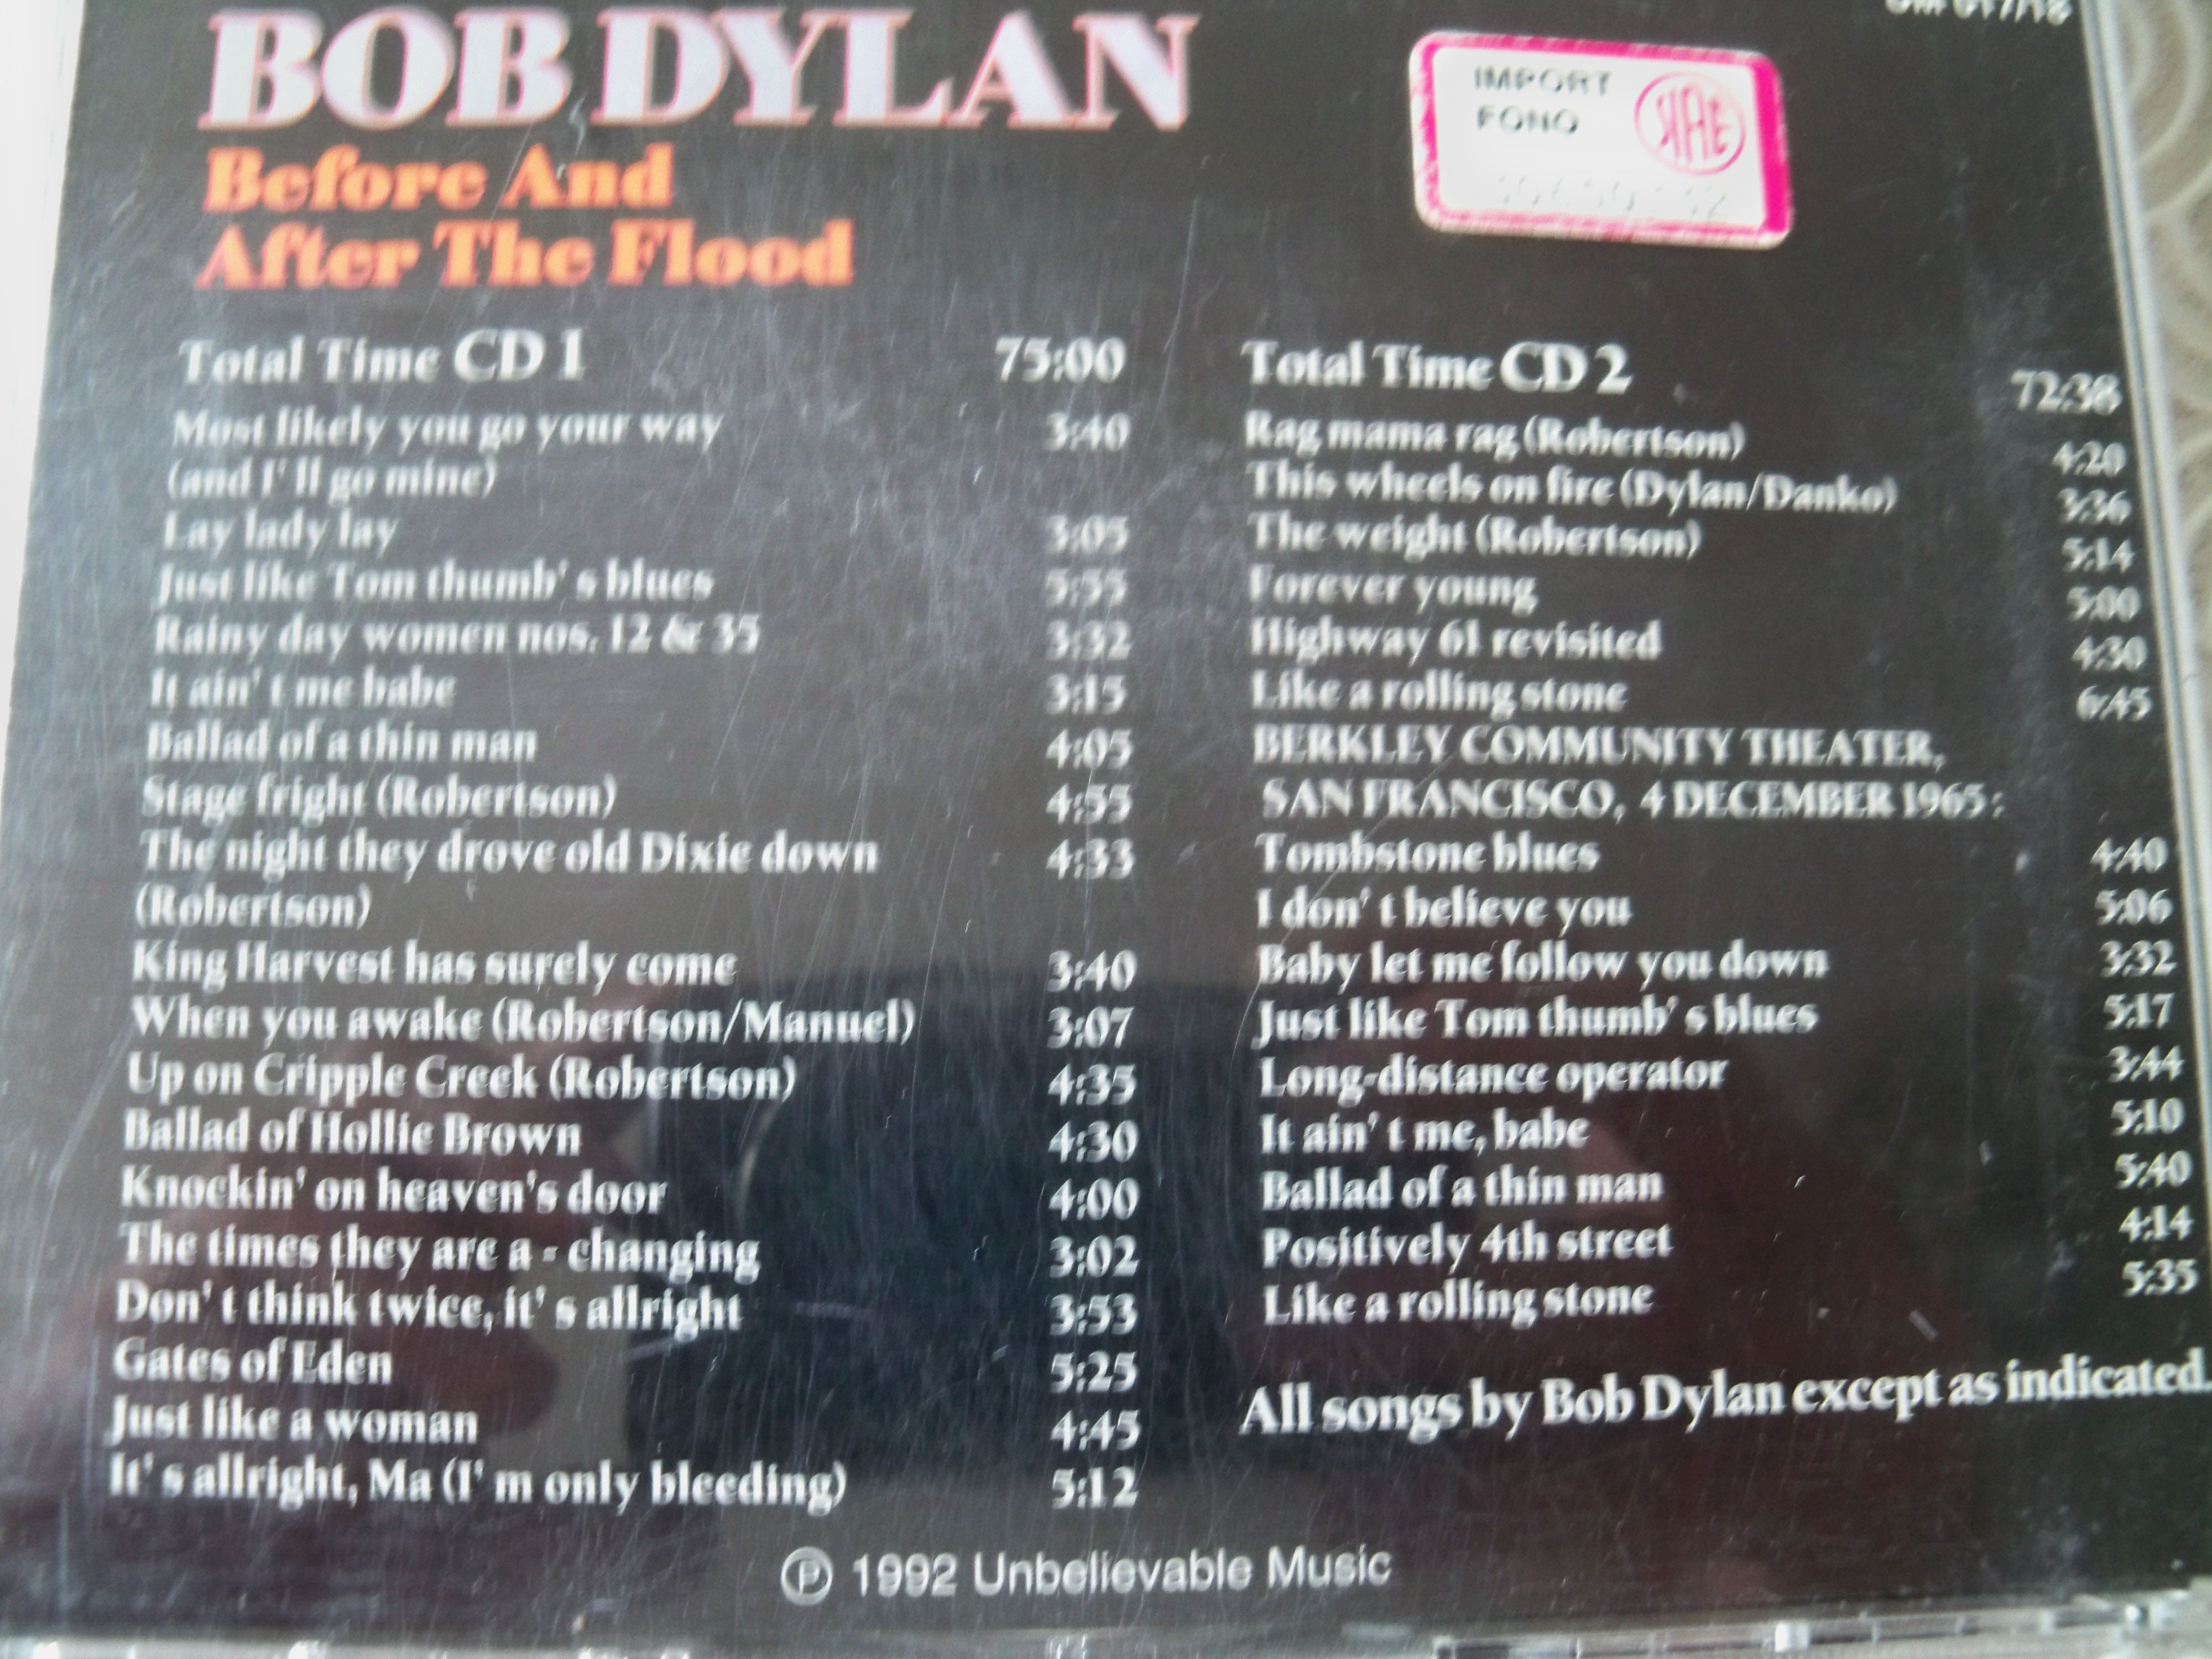 BOB DYLAN
Before And
After The Flood
IMPORT
FONO
SIAE
Total Time CD 1 75:00
Most likely you go your way 3:40
(and I' ll go mine)
Lay lady lay 3:05
Just like Tom thumb' s blues 5:55
Rainy day women nos. 12 & 35 3:32
It ain' t me babe 3:15
Ballad of a thin man 4:05
Stage fright (Robertson) 4:55
The night they drove old Dixie down 4:33
(Robertson)
King Harvest has surely come 3:40
When you awake (Robertson/Manuel) 3:07
Up on Cripple Creek (Robertson) 4:35
Ballad of Hollie Brown 4:30
Knockin' on heaven's door 4:00
The times they are a - changing 3:02
Don' t think twice, it' s allright 3:53
Gates of Eden 5:25
Just like a woman 4:45
It' s allright, Ma (I' m only bleeding) 5:12
Total Time CD 2 72:38
Rag mama rag (Robertson) 4:20
This wheels on fire (Dylan/Danko) 3:36
The weight (Robertson) 5:14
Forever young 5:00
Highway 61 revisited 4:30
Like a rolling stone 6:45
BERKLEY COMMUNITY THEATER,
SAN FRANCISCO, 4 DECEMBER 1965 :
Tombstone blues 4:40
I don' t believe you 5:06
Baby let me follow you down 3:32
Just like Tom thumb' s blues 5:17
Long-distance operator 3:44
It ain' t me, babe 5:10
Ballad of a thin man 5:40
Positively 4th street 4:14
Like a rolling stone 5:35
All songs by Bob Dylan except as indicated.
℗ 1992 Unbelievable Music